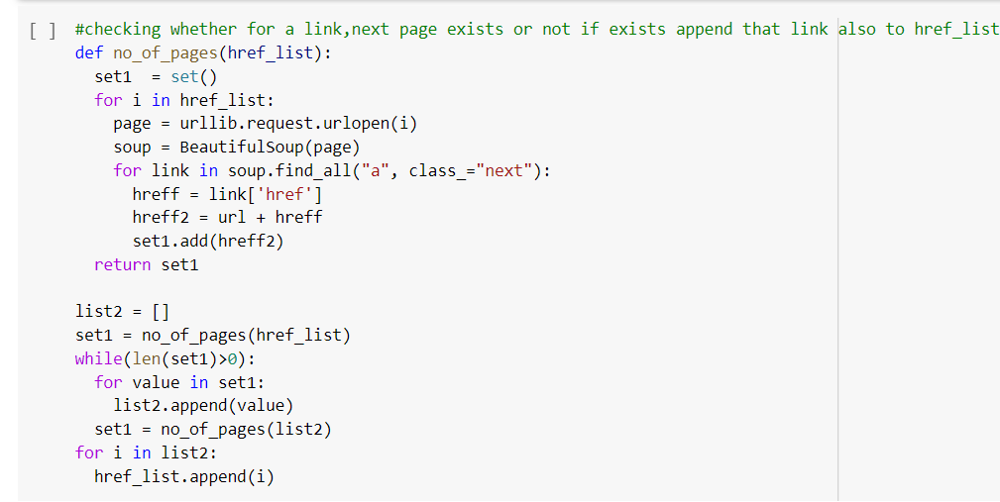 [ ] #checking whether for a link,next page exists or not if exists append that link also to href_list
def no_of_pages(href_list):
  set1  = set()
  for i in href_list:
    page = urllib.request.urlopen(i)
    soup = BeautifulSoup(page)
    for link in soup.find_all("a", class_="next"):
      hreff = link['href']
      hreff2 = url + hreff
      set1.add(hreff2)
  return set1

list2 = []
set1 = no_of_pages(href_list)
while(len(set1)>0):
  for value in set1:
    list2.append(value)
  set1 = no_of_pages(list2)
for i in list2:
  href_list.append(i)